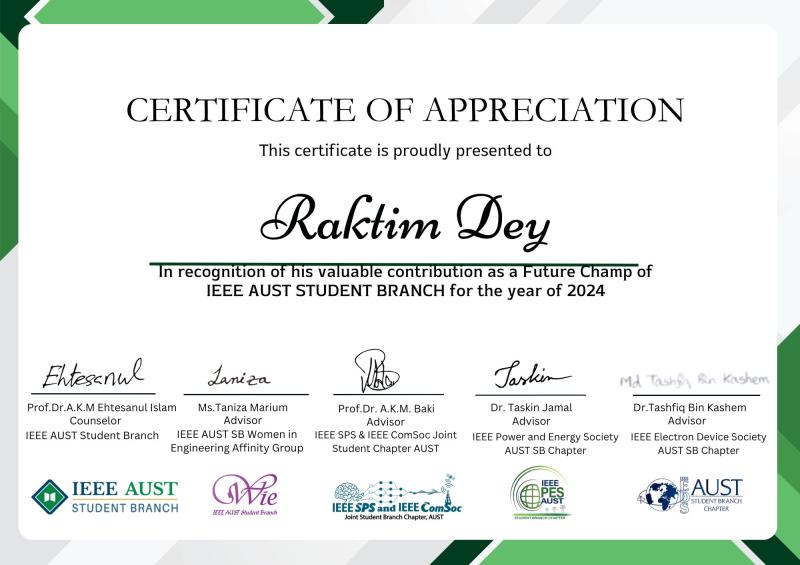 CERTIFICATE OF APPRECIATION
This certificate is proudly presented to
Raktim Dey
In recognition of his valuable contribution as a Future Champ of
IEEE AUST STUDENT BRANCH for the year of 2024
Ehtesanul
Taniza
Taskin
Md Tashfiq Bin Kashem
Prof.Dr.A.K.M Ehtesanul Islam
Counselor
IEEE AUST Student Branch
Ms.Taniza Marium
Advisor
IEEE AUST SB Women in
Engineering Affinity Group
Prof.Dr. A.K.M. Baki
Advisor
IEEE SPS & IEEE ComSoc Joint
Student Chapter AUST
Dr. Taskin Jamal
Advisor
IEEE Power and Energy Society
AUST SB Chapter
Dr.Tashfiq Bin Kashem
Advisor
IEEE Electron Device Society
AUST SB Chapter
IEEE AUST
STUDENT BRANCH
Wie
IEEE AUST Student Branch
IEEE SPS and IEEE ComSoc
Joint Student Branch Chapter, AUST
IEEE
PES
AUST
STUDENT BRANCH CHAPTER
EDS
AUST
STUDENT BRANCH
CHAPTER